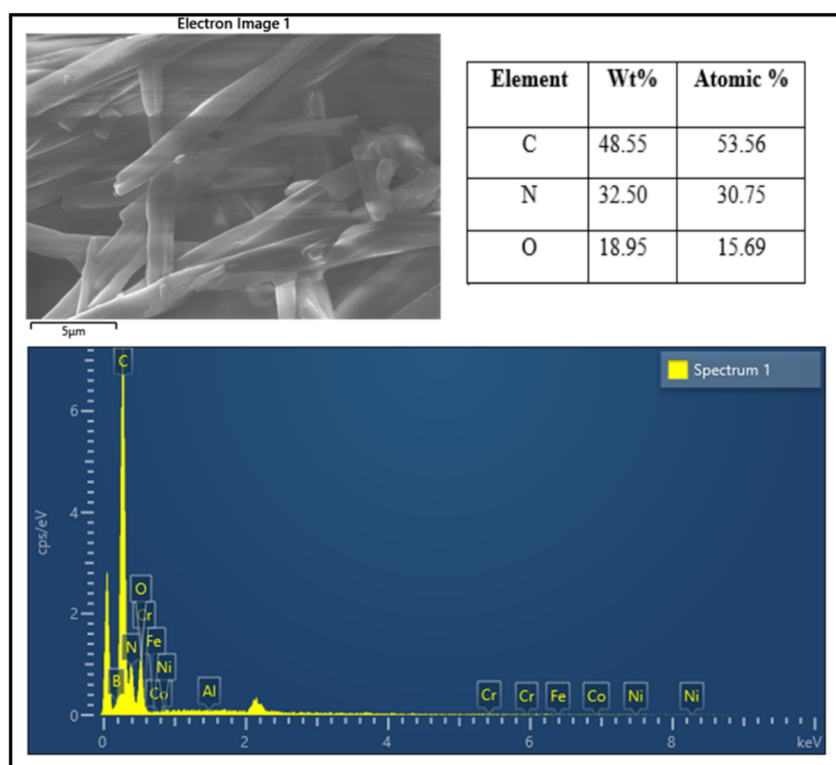 Electron Image 1
5µm
Element Wt% Atomic %
C 48.55 53.56
N 32.50 30.75
O 18.95 15.69
Spectrum 1
C
6
4
cps/eV
2
O
Cr
N Fe
Ni
B Co Al Cr Cr Fe Co Ni Ni
0
0 2 4 6 8 keV